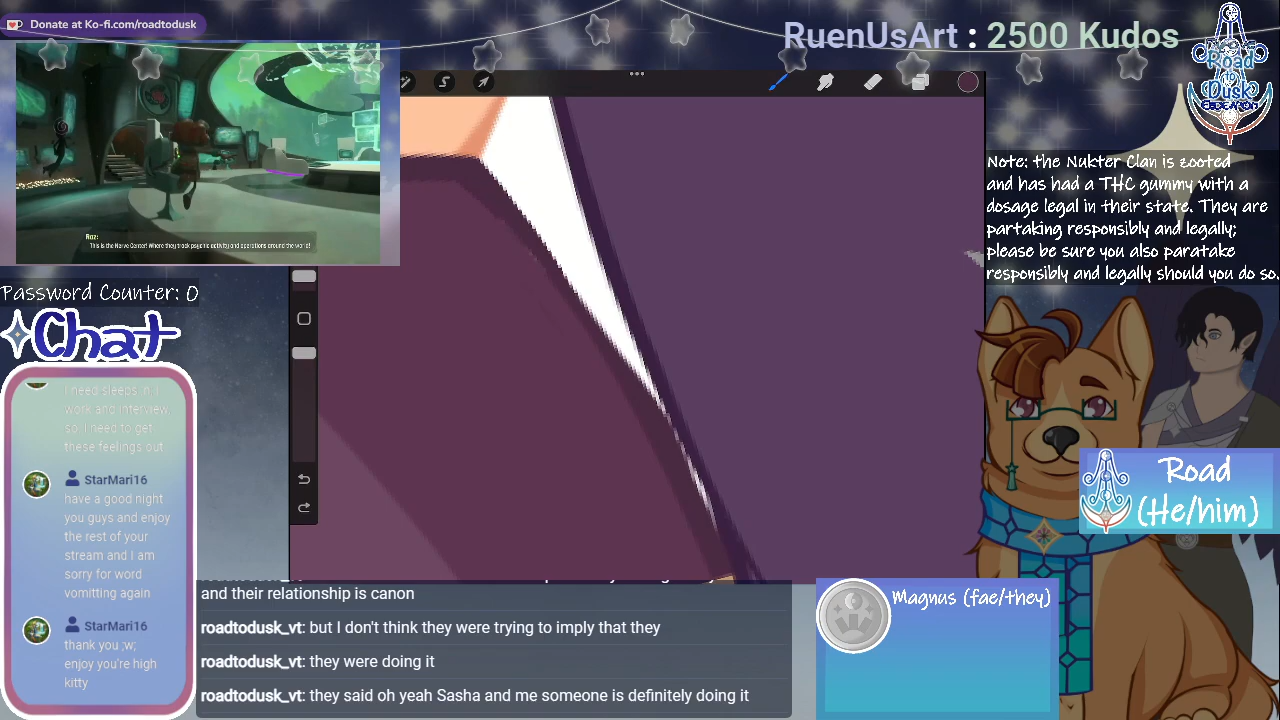 Donate at Ko-fi.com/roadtodusk
RuenUsArt : 2500 Kudos
Road
to
Dusk
Note: the Nukter Clan is zooted
and has had a THC gummy with a
dosage legal in their state. They are
partaking responsibly and legally;
please be sure you also paratake
responsibly and legally should you do so.
Raz:
This is the Nerve Center! Where they track psychic activity and operations around the world!
Password Counter: 0
Chat
i need sleeps ;n; i
work and interview
so i need to get
these feelings out
StarMari16
have a good night
you guys and enjoy
the rest of your
stream and I am
sorry for word
vomitting again
StarMari16
thank you ;w;
enjoy you're high
kitty
and their relationship is canon
roadtodusk_vt: but I don't think they were trying to imply that they
roadtodusk_vt: they were doing it
roadtodusk_vt: they said oh yeah Sasha and me someone is definitely doing it
Road
(He/him)
Magnus (fae/they)